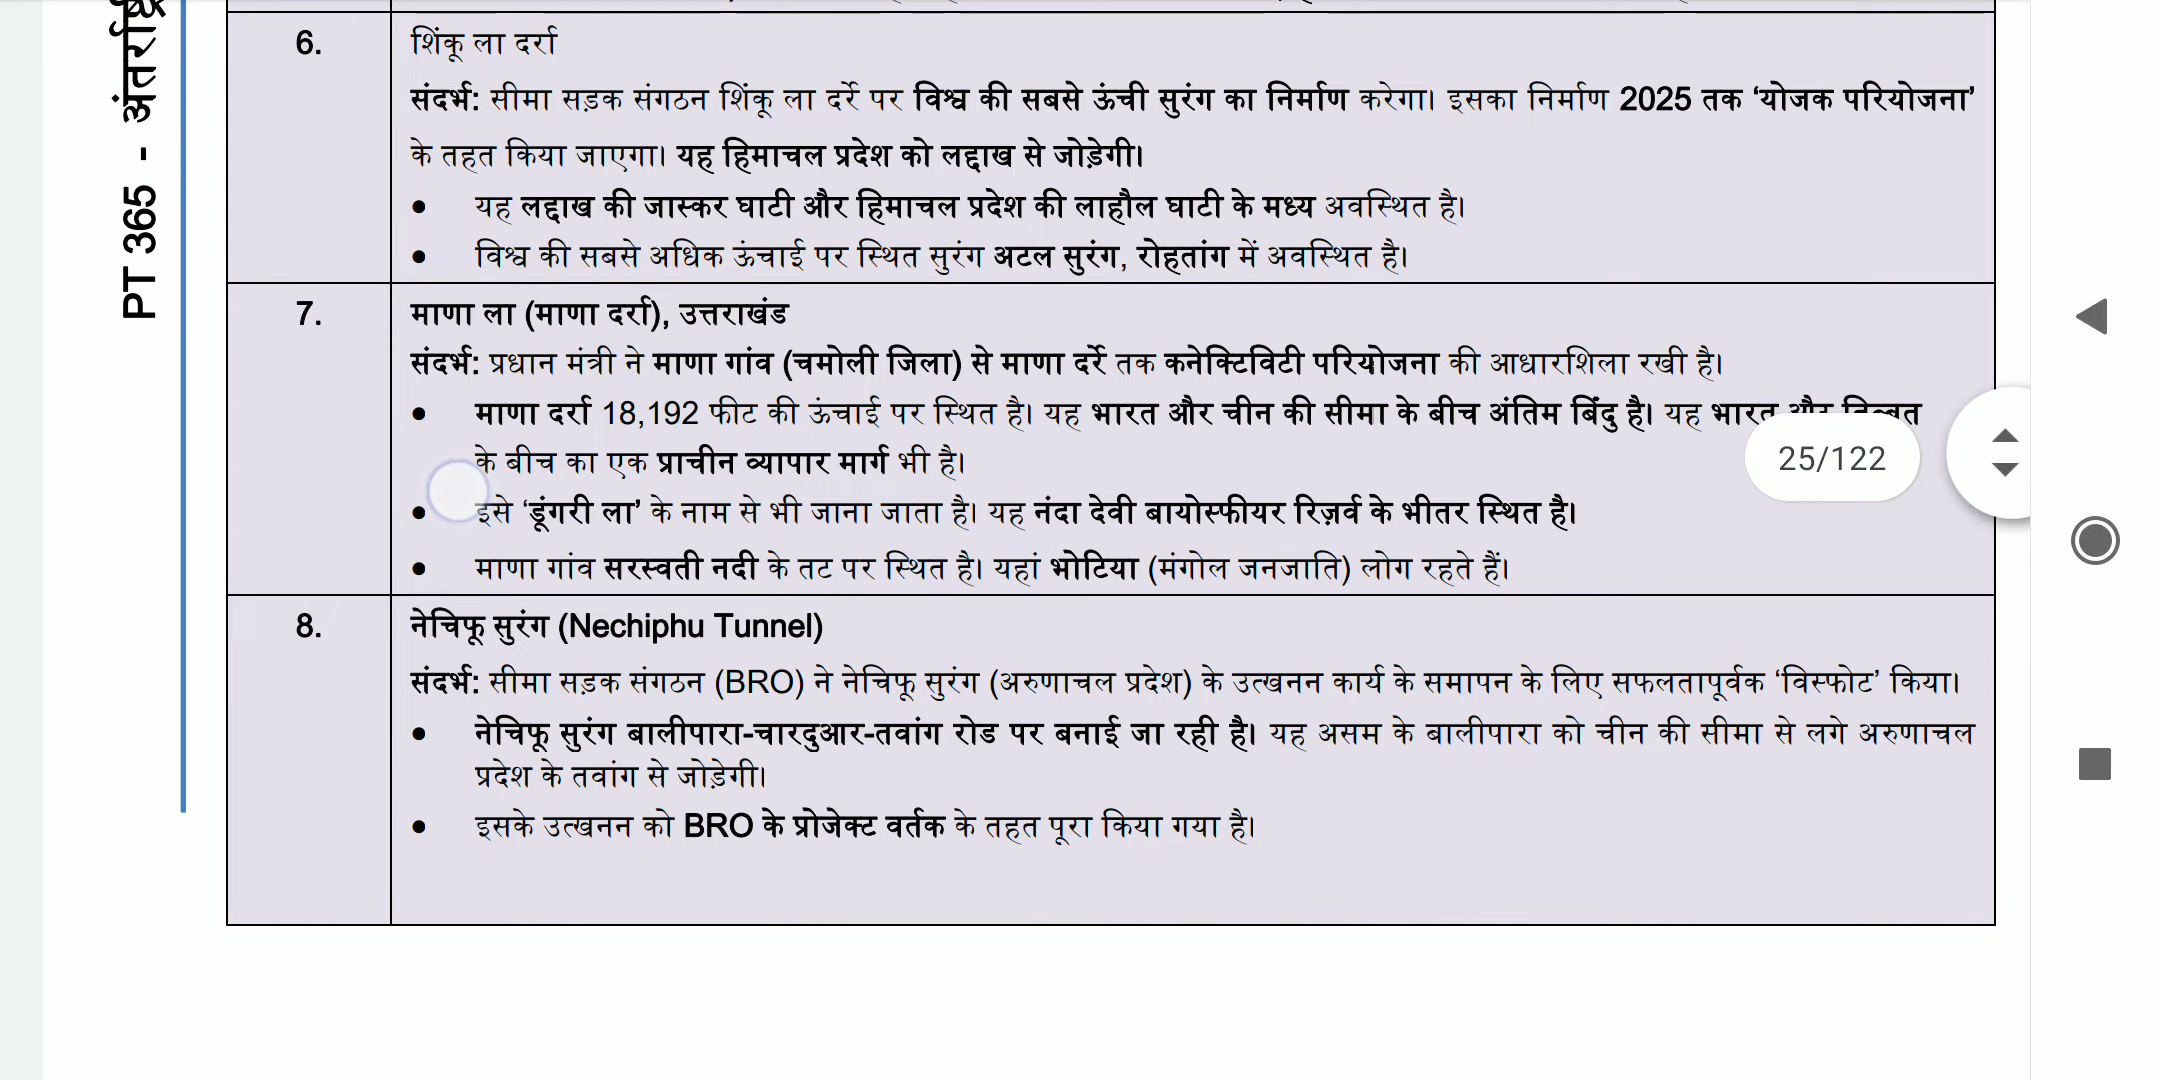 PT 365 - अंतर्राष्ट्रीय
6.
शिंकू ला दर्रा
संदर्भ: सीमा सड़क संगठन शिंकू ला दर्रे पर विश्व की सबसे ऊंची सुरंग का निर्माण करेगा। इसका निर्माण 2025 तक ‘योजक परियोजना’
के तहत किया जाएगा। यह हिमाचल प्रदेश को लद्दाख से जोड़ेगी।
● यह लद्दाख की जास्कर घाटी और हिमाचल प्रदेश की लाहौल घाटी के मध्य अवस्थित है।
● विश्व की सबसे अधिक ऊंचाई पर स्थित सुरंग अटल सुरंग, रोहतांग में अवस्थित है।
7.
माणा ला (माणा दर्रा), उत्तराखंड
संदर्भ: प्रधान मंत्री ने माणा गांव (चमोली जिला) से माणा दर्रे तक कनेक्टिविटी परियोजना की आधारशिला रखी है।
● माणा दर्रा 18,192 फीट की ऊंचाई पर स्थित है। यह भारत और चीन की सीमा के बीच अंतिम बिंदु है। यह भारत और तिब्बत
के बीच का एक प्राचीन व्यापार मार्ग भी है।
25/122
● इसे ‘डूंगरी ला’ के नाम से भी जाना जाता है। यह नंदा देवी बायोस्फीयर रिज़र्व के भीतर स्थित है।
● माणा गांव सरस्वती नदी के तट पर स्थित है। यहां भोटिया (मंगोल जनजाति) लोग रहते हैं।
8.
नेचिफू सुरंग (Nechiphu Tunnel)
संदर्भ: सीमा सड़क संगठन (BRO) ने नेचिफू सुरंग (अरुणाचल प्रदेश) के उत्खनन कार्य के समापन के लिए सफलतापूर्वक ‘विस्फोट’ किया।
● नेचिफू सुरंग बालीपारा-चारदुआर-तवांग रोड पर बनाई जा रही है। यह असम के बालीपारा को चीन की सीमा से लगे अरुणाचल
प्रदेश के तवांग से जोड़ेगी।
● इसके उत्खनन को BRO के प्रोजेक्ट वर्तक के तहत पूरा किया गया है।